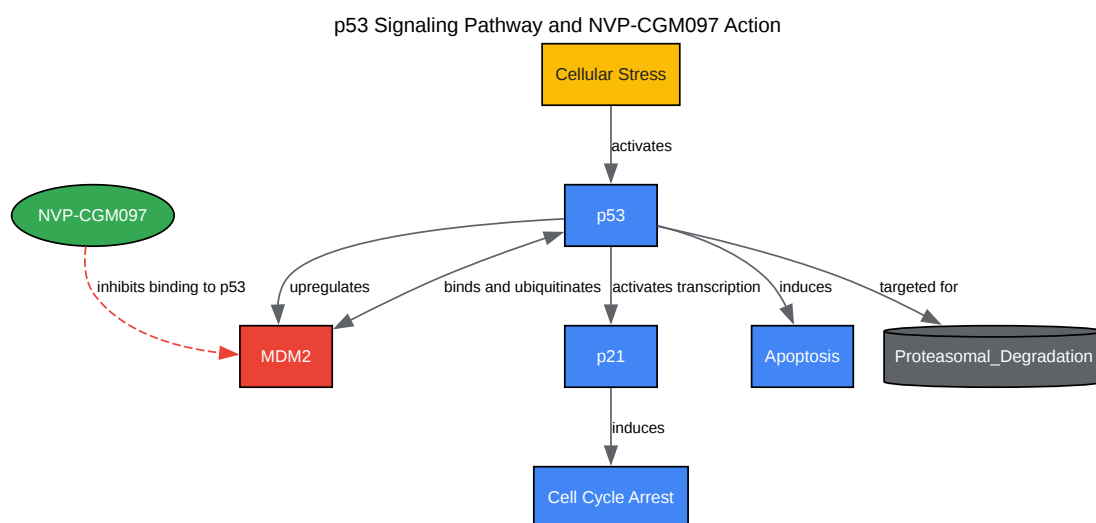 p53 Signaling Pathway and NVP-CGM097 Action
Cellular Stress
activates
NVP-CGM097
p53
inhibits binding to p53
upregulates
binds and ubiquitinates
activates transcription
induces
targeted for
MDM2
p21
Apoptosis
Proteasomal_Degradation
induces
Cell Cycle Arrest